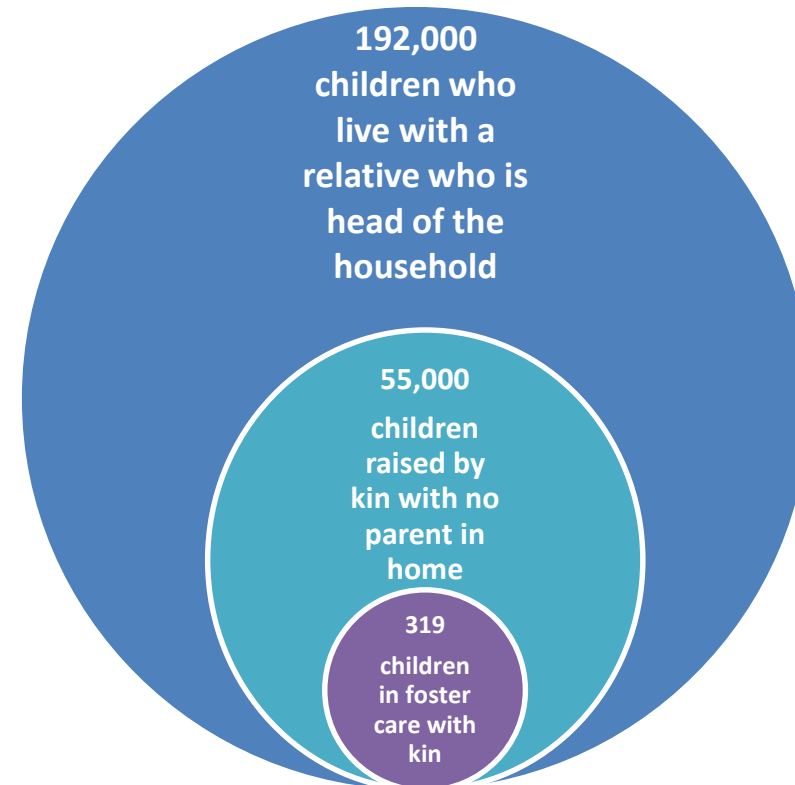 192,000
children who
live with a
relative who is
head of the
household
55,000
children
raised by
kin with no
parent in
home
319
children
in foster
care with
kin